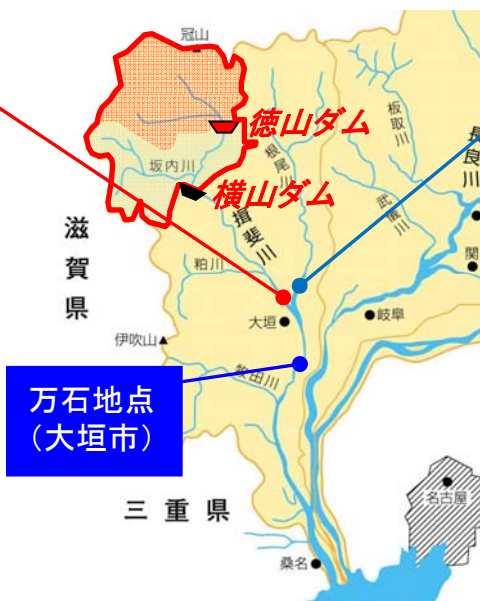 冠山
徳山ダム
板取川
長良川
根尾川
坂内川
横山ダム
武儀川
揖斐川
滋賀県
粕川
関
大垣
岐阜
伊吹山
牧田川
万石地点
（大垣市）
名古屋
三重県
桑名